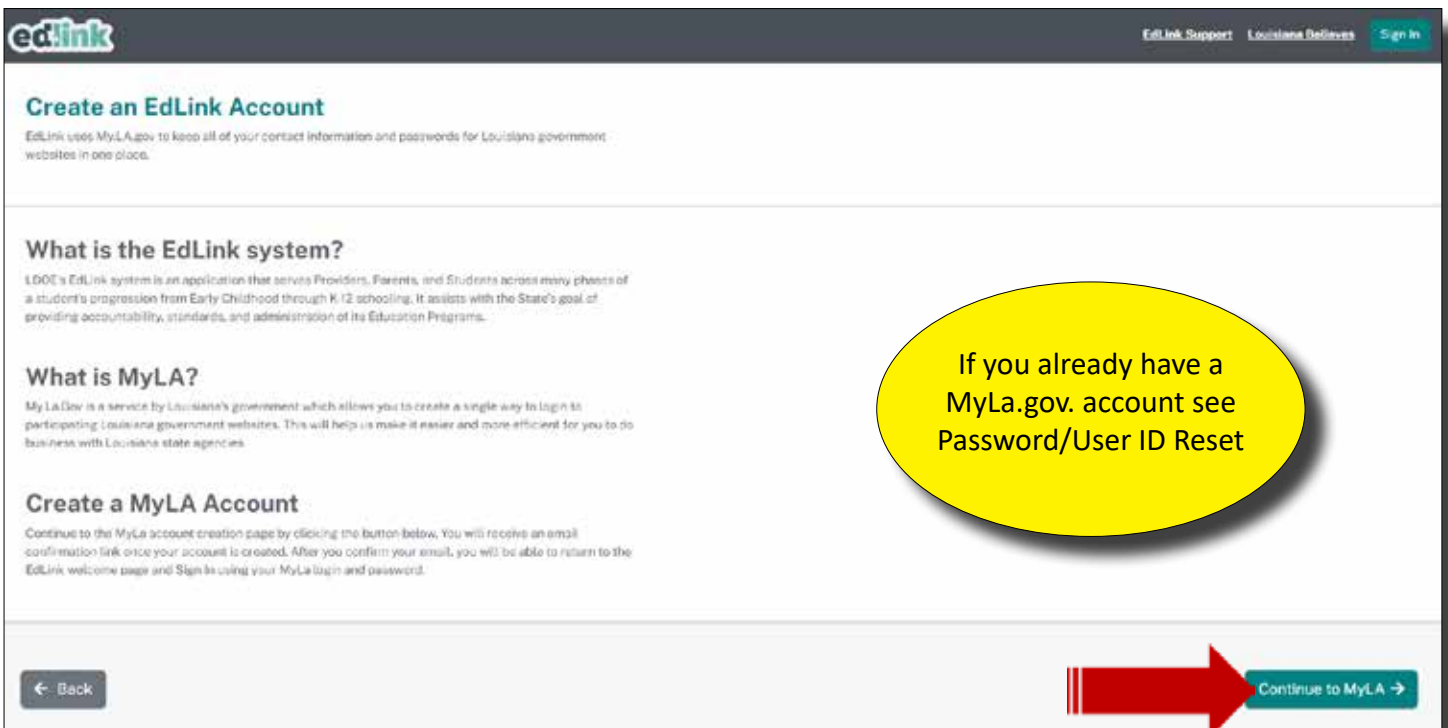 edlink
EdLink Support Louisiana Believes Sign In
Create an EdLink Account
EdLink uses My.LA.gov to keep all of your contact information and passwords for Louisiana government
websites in one place.
What is the EdLink system?
LDOE's EdLink system is an application that serves Providers, Parents, and Students across many phases of
a student's progression from Early Childhood through K-12 schooling. It assists with the State's goal of
providing accountability, standards, and administration of its Education Programs.
What is MyLA?
My.La.Gov is a service by Louisiana's government which allows you to create a single way to login to
participating Louisiana government websites. This will help us make it easier and more efficient for you to do
business with Louisiana state agencies
Create a MyLA Account
Continue to the MyLa account creation page by clicking the button below. You will receive an email
confirmation link once your account is created. After you confirm your email, you will be able to return to the
EdLink welcome page and Sign In using your MyLa login and password.
If you already have a
MyLa.gov. account see
Password/User ID Reset
← Back
Continue to MyLA →